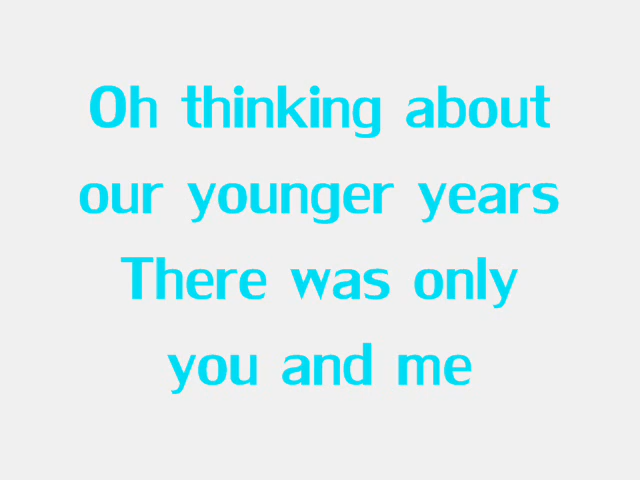 Oh thinking about
our younger years
There was only
you and me